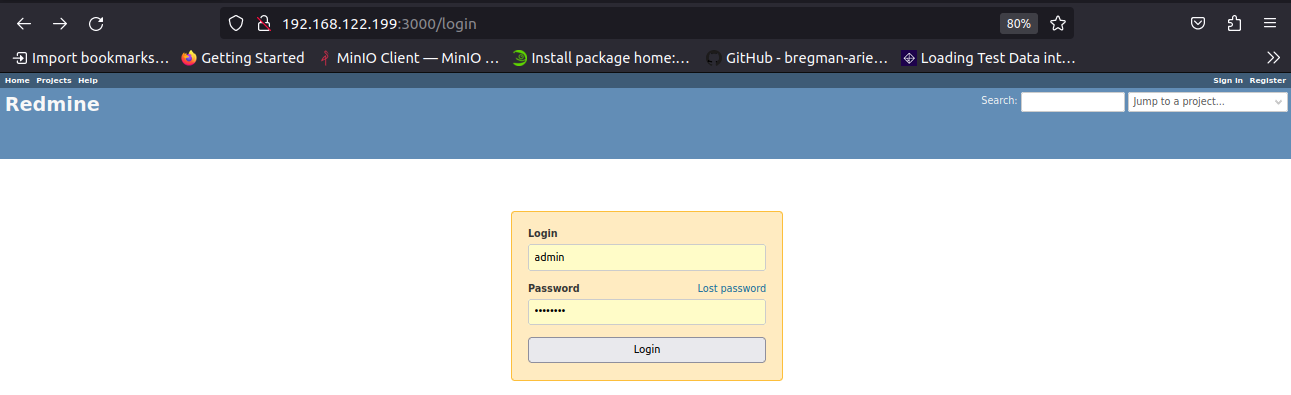 192.168.122.199:3000/login 80%
Import bookmarks... Getting Started MinIO Client — MinIO ... Install package home:... GitHub - bregman-arie... Loading Test Data int...
Home Projects Help Sign in Register
Redmine Search: Jump to a project...
Login
admin
Password Lost password
••••••••
Login